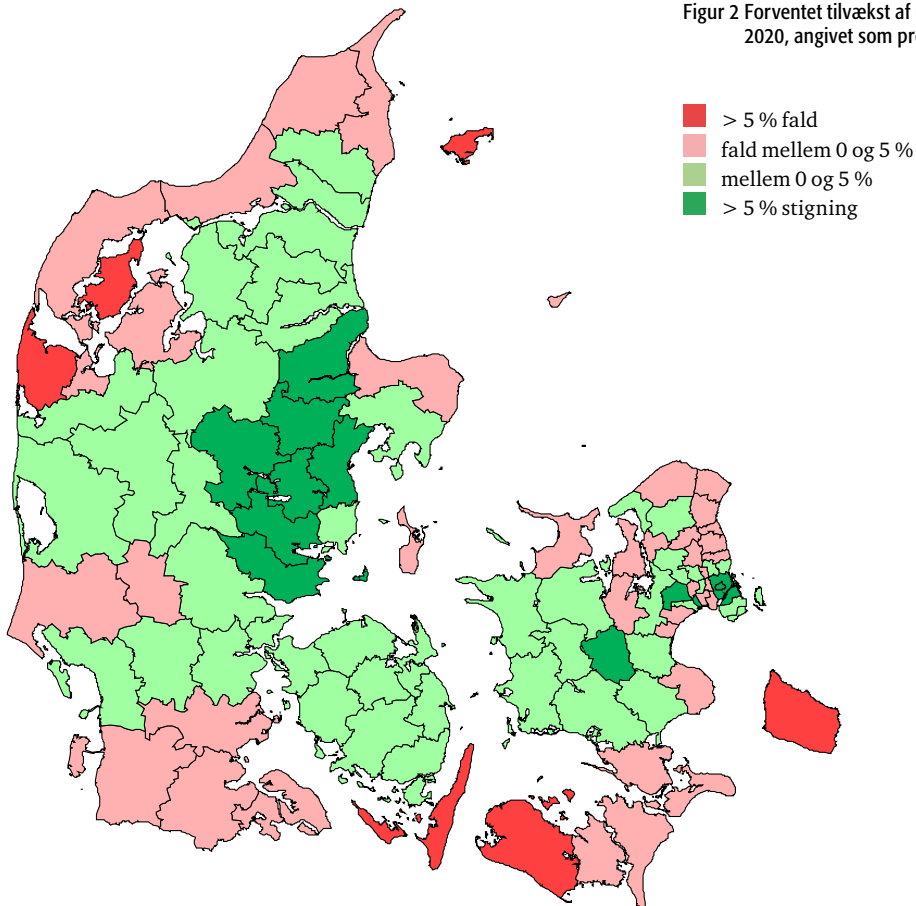 Figur 2 Forventet tilvækst af
2020, angivet som
> 5 % fald
fald mellem 0 og 5 %
mellem 0 og 5 %
> 5 % stigning